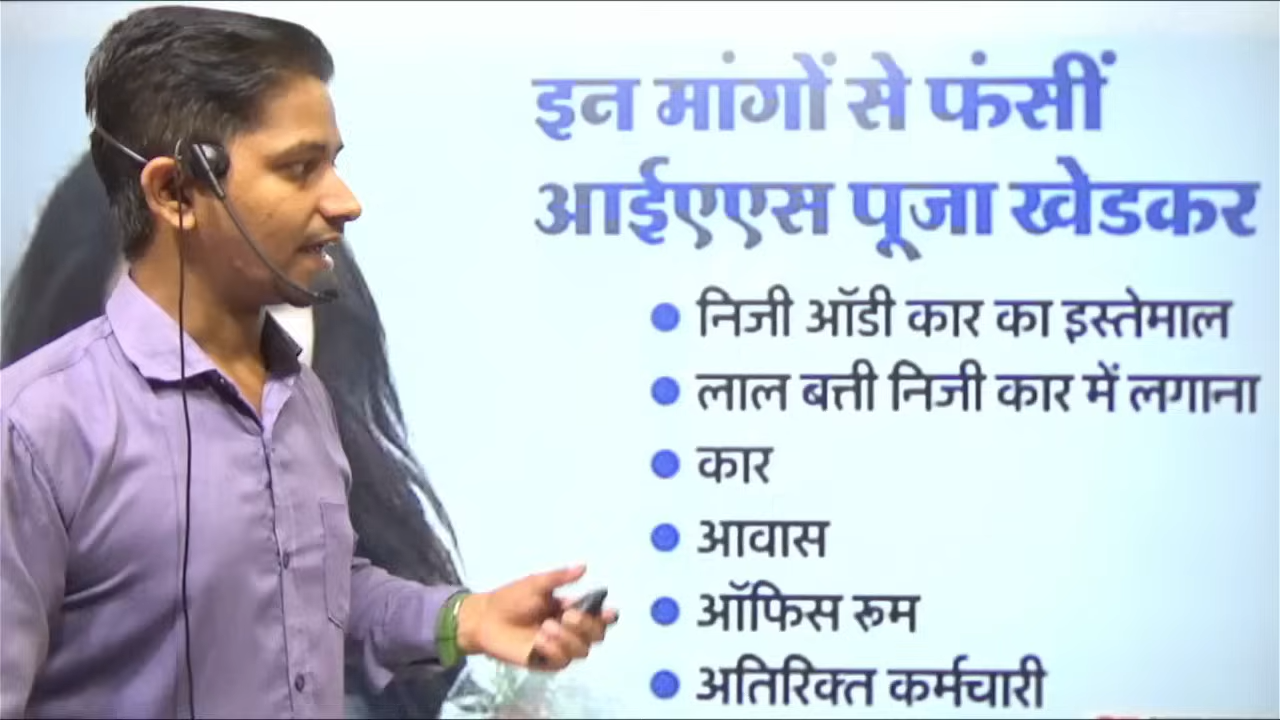 इन मांगों से फंसीं
आईएएस पूजा खेडकर
निजी ऑडी कार का इस्तेमाल
लाल बत्ती निजी कार में लगाना
कार
आवास
ऑफिस रूम
अतिरिक्त कर्मचारी